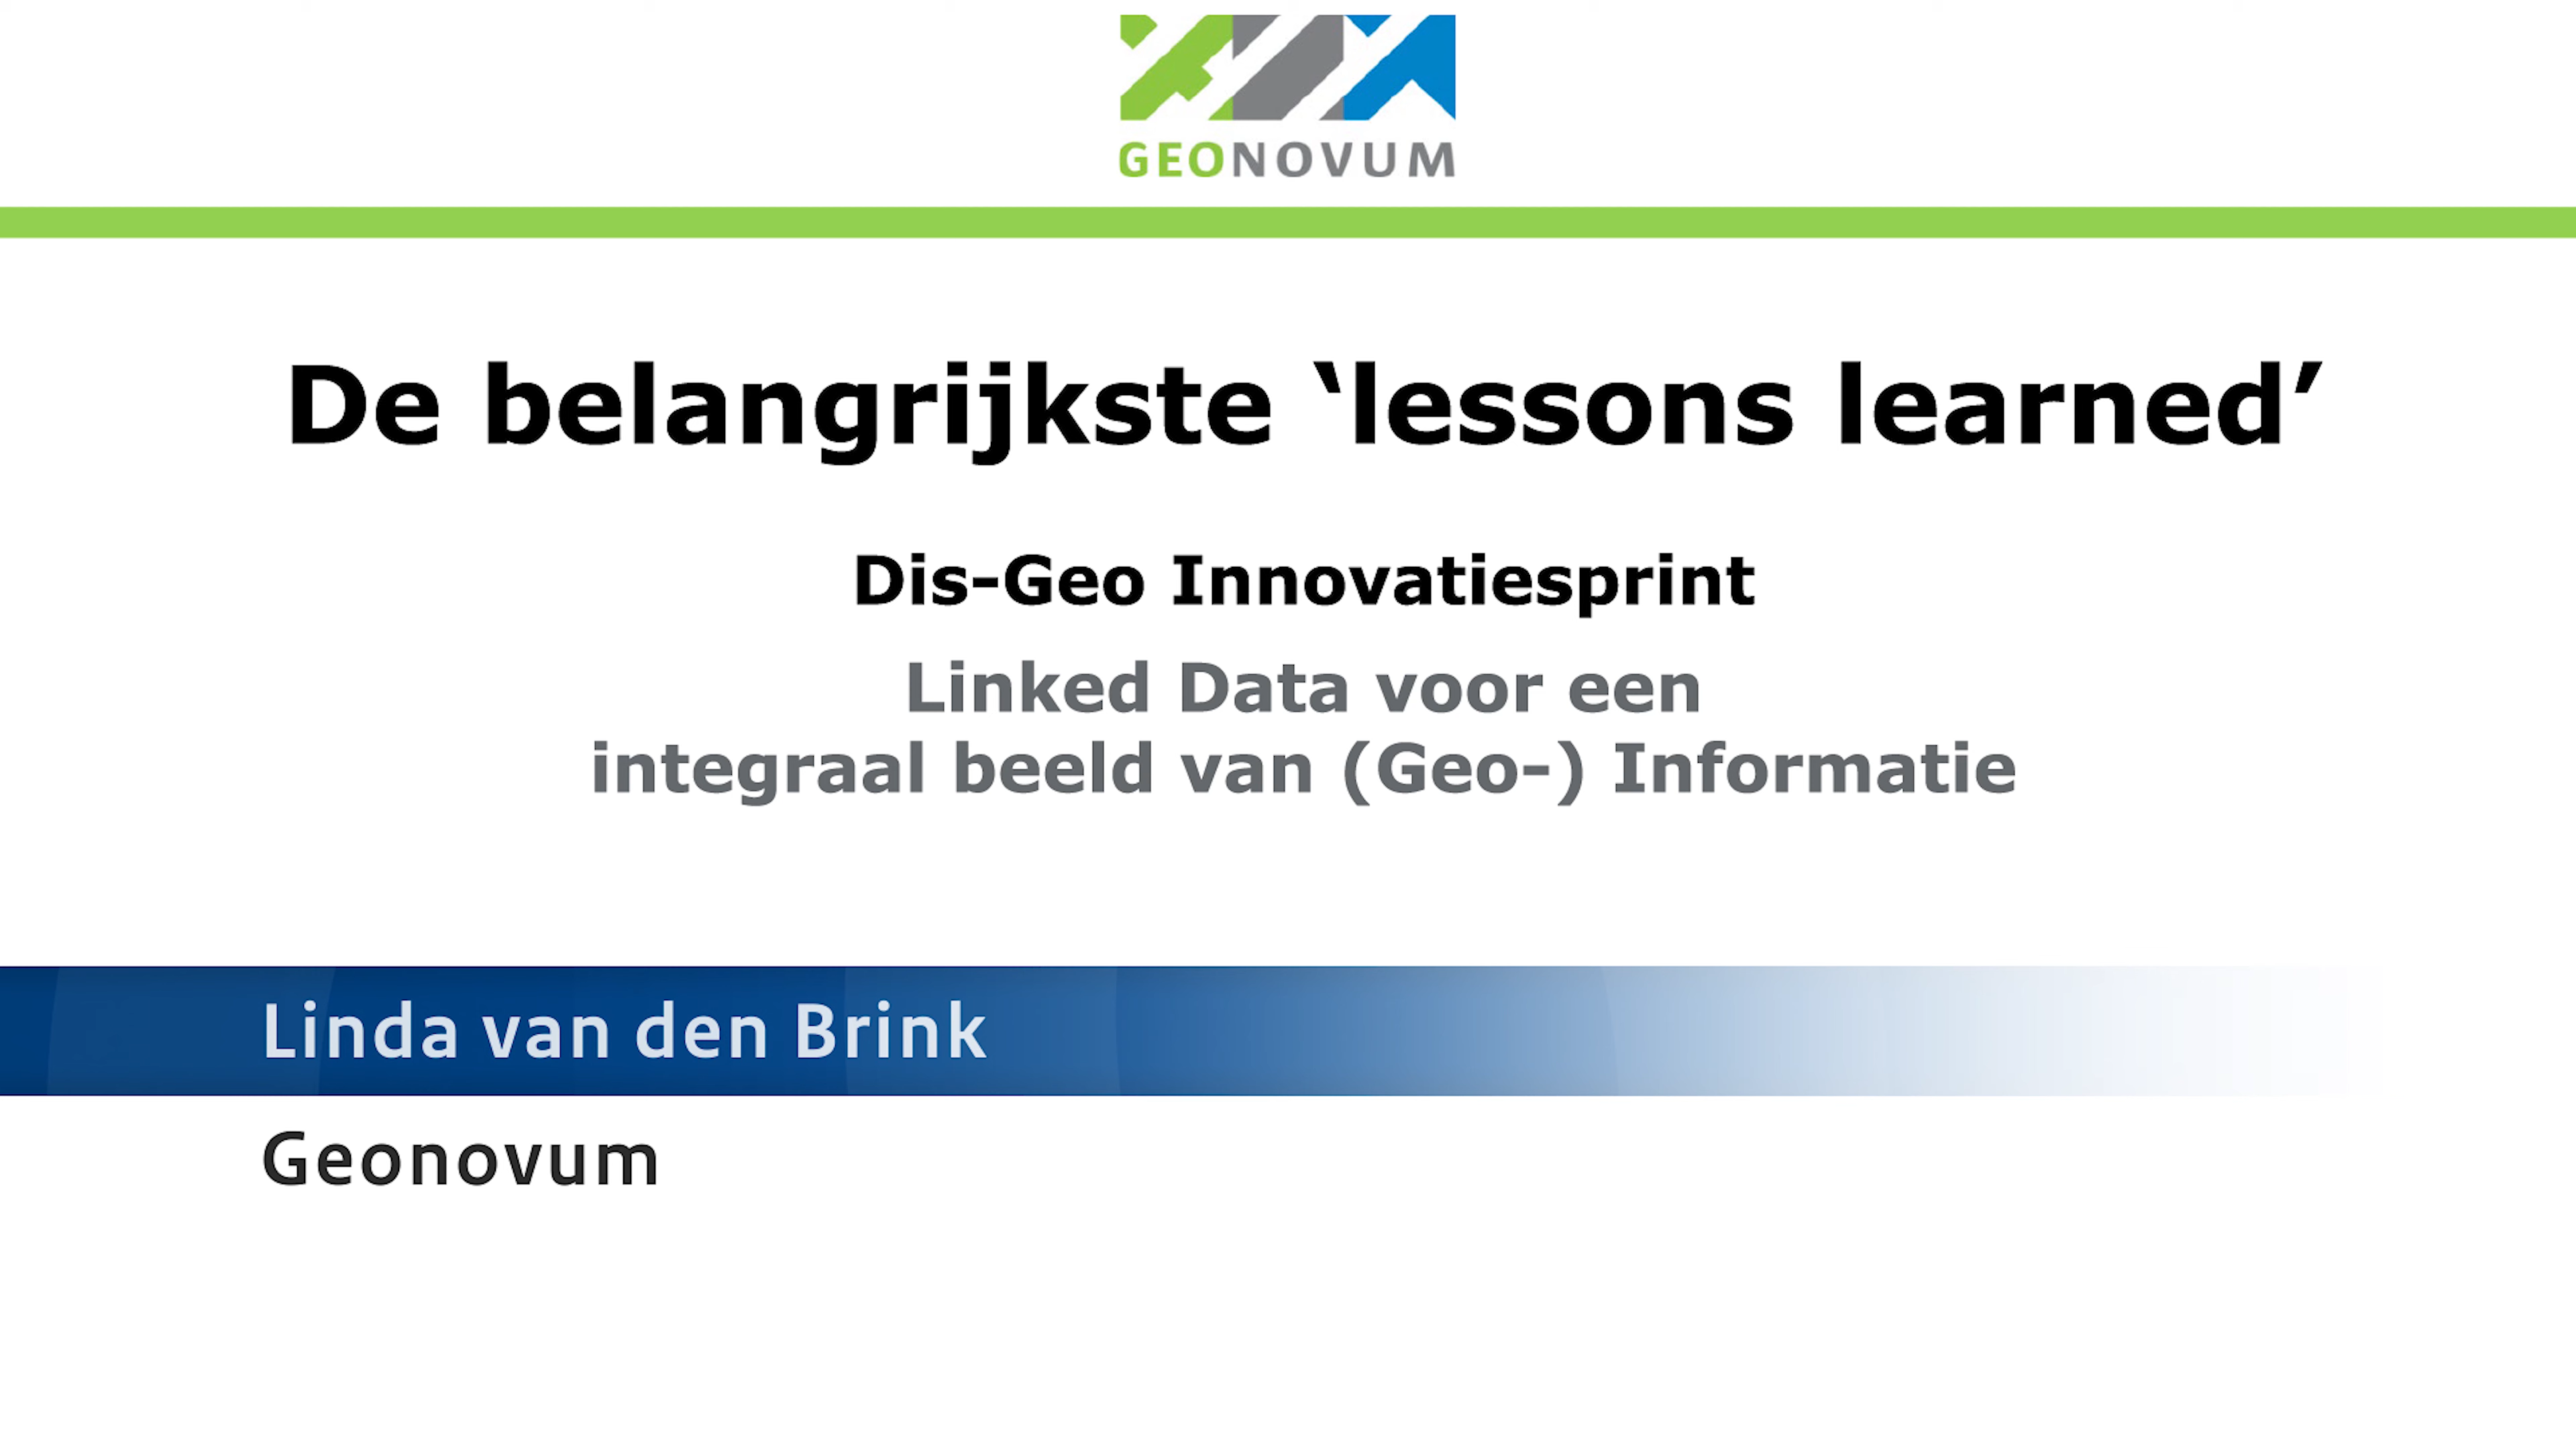 GEONOVUM
De belangrijkste ‘lessons learned’
Dis-Geo Innovatiesprint
Linked Data voor een
integraal beeld van (Geo-) Informatie
Linda van den Brink
Geonovum